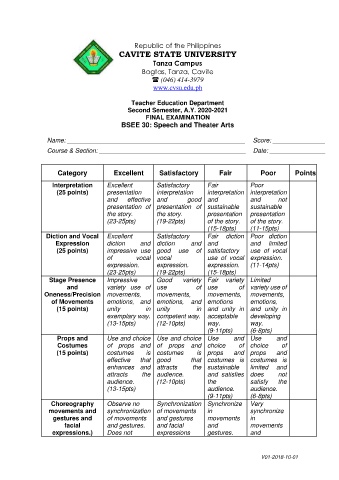 Republic of the Philippines
CAVITE STATE UNIVERSITY
Tanza Campus
Bagtas, Tanza, Cavite
☎ (046) 414-3979
www.cvsu.edu.ph
Teacher Education Department
Second Semester, A.Y. 2020-2021
FINAL EXAMINATION
BSEE 30: Speech and Theater Arts
Name: Score:
Course & Section: Date:
Category Excellent Satisfactory Fair Poor Points
Interpretation Excellent Satisfactory Fair Poor
(25 points) presentation interpretation interpretation interpretation
and effective and good and and not
presentation of presentation of sustainable sustainable
the story. the story. presentation presentation
(23-25pts) (19-22pts) of the story. of the story.
(15-18pts) (11-15pts)
Diction and Vocal Excellent Satisfactory Fair diction Poor diction
Expression diction and diction and and and limited
(25 points) impressive use good use of satisfactory use of vocal
of vocal vocal use of vocal expression.
expression. expression. expression. (11-14pts)
(23-25pts) (19-22pts) (15-18pts)
Stage Presence Impressive Good variety Fair variety Limited
and variety use of use of use of variety use of
Oneness/Precision movements, movements, movements, movements,
of Movements emotions, and emotions, and emotions emotions,
(15 points) unity in unity in and unity in and unity in
exemplary way. competent way. acceptable developing
(13-15pts) (12-10pts) way. way.
(9-11pts) (6-8pts)
Props and Use and choice Use and choice Use and Use and
Costumes of props and of props and choice of choice of
(15 points) costumes is costumes is props and props and
effective that good that costumes is costumes is
enhances and attracts the sustainable limited and
attracts the audience. and satisfies does not
audience. (12-10pts) the satisfy the
(13-15pts) audience. audience.
(9-11pts) (6-8pts)
Choreography Observe no Synchronization Synchronize Very
movements and synchronization of movements in synchronize
gestures and of movements and gestures movements in
facial and gestures. and facial and movements
expressions.) Does not expressions gestures. and
V01-2018-10-01